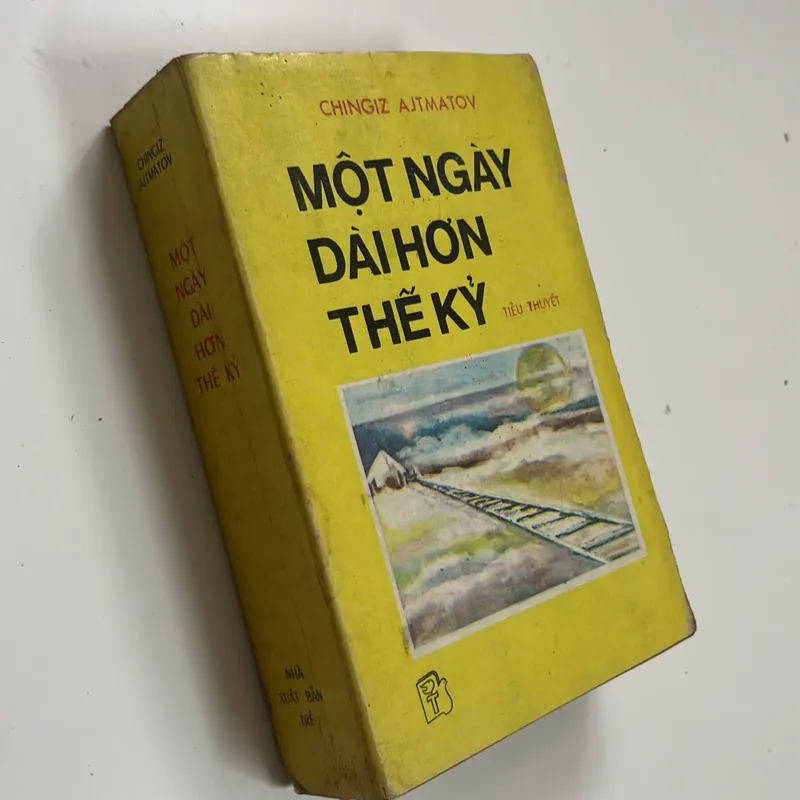 CHINGIZ AJTMATOV
MỘT NGÀY
DÀI HƠN
THẾ KỶ
TIỂU THUYẾT
CHINGIZ
AJTMATOV
MỘT
NGÀY
DÀI
HƠN
THẾ KỶ
NHÀ
XUẤT BẢN
TRẺ